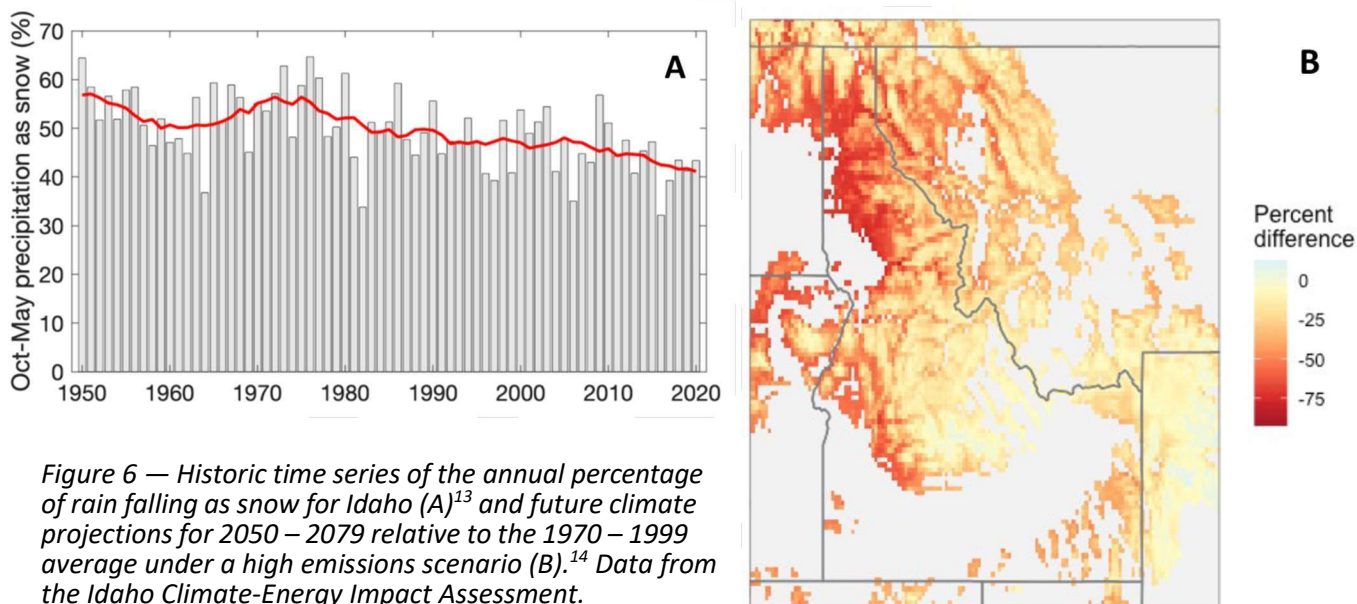 Oct-May precipitation as snow (%)
70
60
50
40
30
20
10
0
1950 1960 1970 1980 1990 2000 2010 2020
A
B
Percent
difference
0
-25
-50
-75
Figure 6 — Historic time series of the annual percentage
of rain falling as snow for Idaho (A)¹³ and future climate
projections for 2050 – 2079 relative to the 1970 – 1999
average under a high emissions scenario (B).¹⁴ Data from
the Idaho Climate-Energy Impact Assessment.